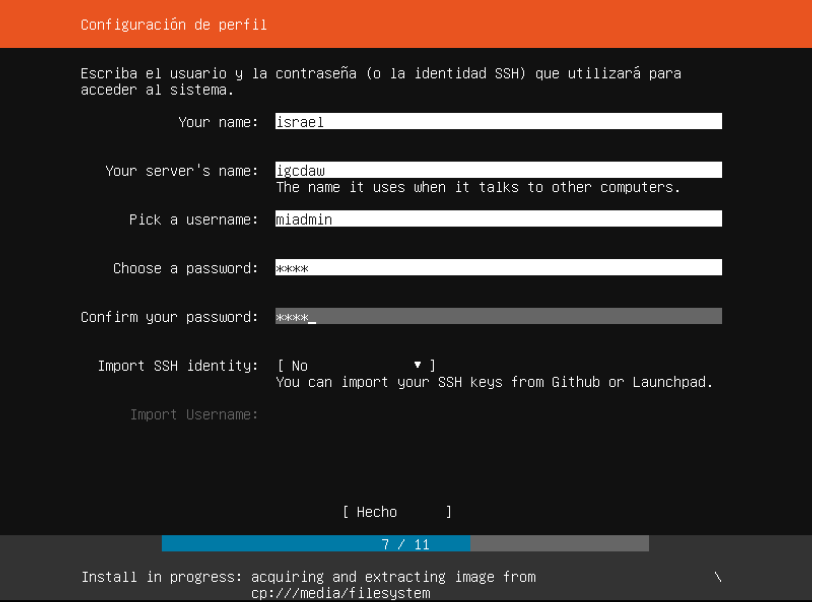 Configuración de perfil
Escriba el usuario y la contraseña (o la identidad SSH) que utilizará para
acceder al sistema.
Your name: israel
Your server's name: igcdaw
The name it uses when it talks to other computers.
Pick a username: miadmin
Choose a password: ****
Confirm your password: ****_
Import SSH identity: [ No ▼ ]
You can import your SSH keys from Github or Launchpad.
Import Username:
[ Hecho ]
7 / 11
Install in progress: acquiring and extracting image from \
cp:///media/filesystem